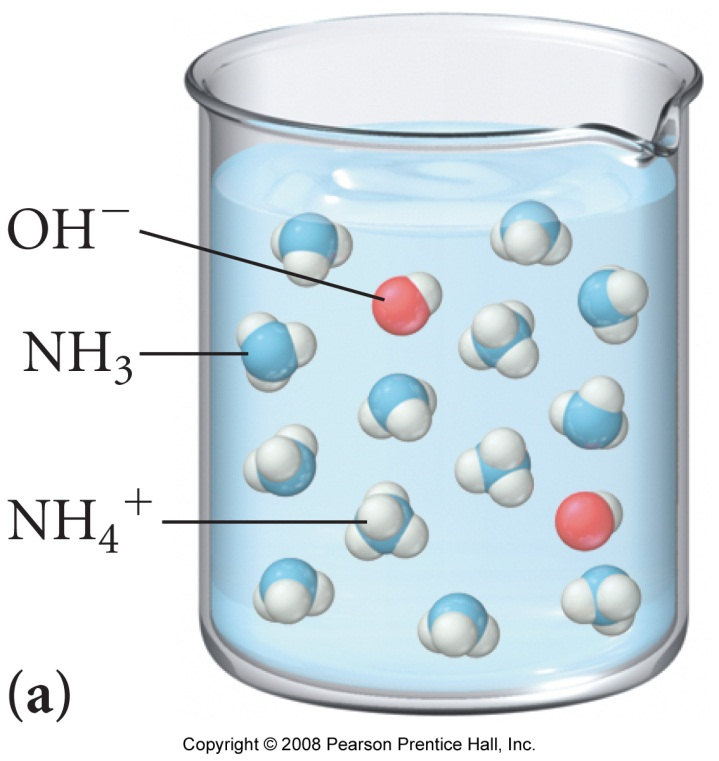 OH⁻
NH₃
NH₄⁺
(a)
Copyright © 2008 Pearson Prentice Hall, Inc.